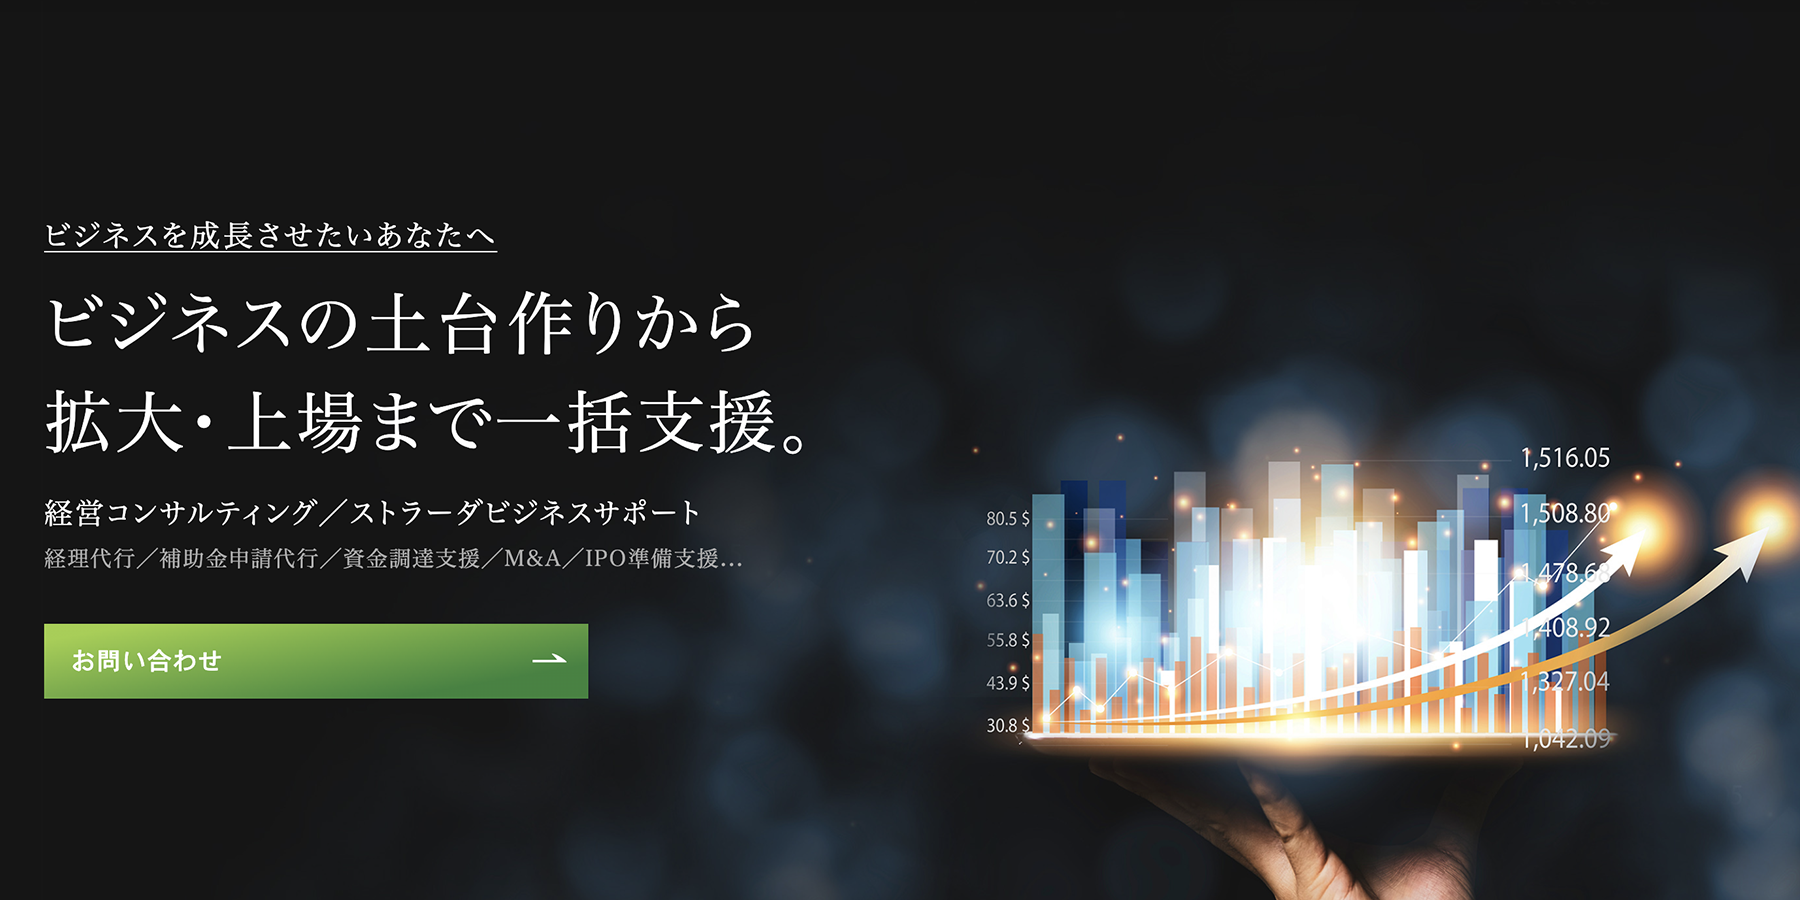 ビジネスを成長させたいあなたへ
ビジネスの土台作りから
拡大・上場まで一括支援。
経営コンサルティング／ストラーダビジネスサポート
経理代行／補助金申請代行／資金調達支援／M&A／IPO準備支援…
お問い合わせ
1,516.05
1,508.80
1,478.68
1,408.92
1,327.04
1,042.09
80.5 $
70.2 $
63.6 $
55.8 $
43.9 $
30.8 $